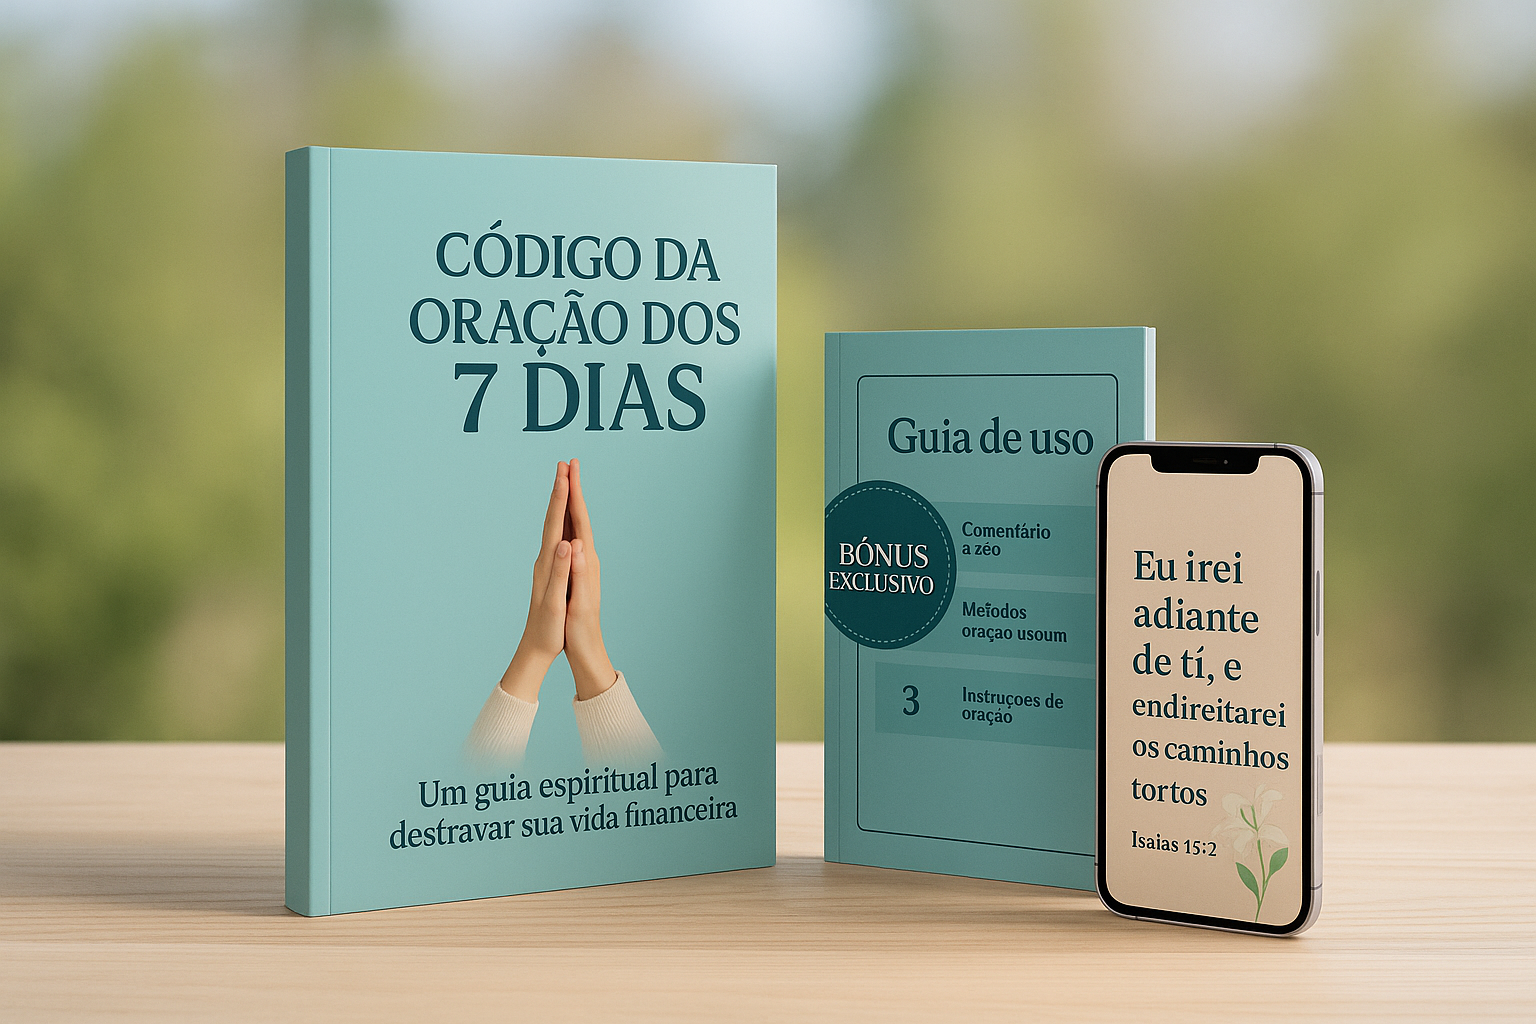 CÓDIGO DA
ORAÇÃO DOS
7 DIAS
Um guia espiritual para
destravar sua vida financeira
Guia de uso
BÓNUS
EXCLUSIVO
Comentário
a zéo
Metodos
oraçao usoum
3
Instruçoes de
oração
Eu irei
adiante
de tí, e
endireitarei
os caminhos
tortos
Isaias 15:2